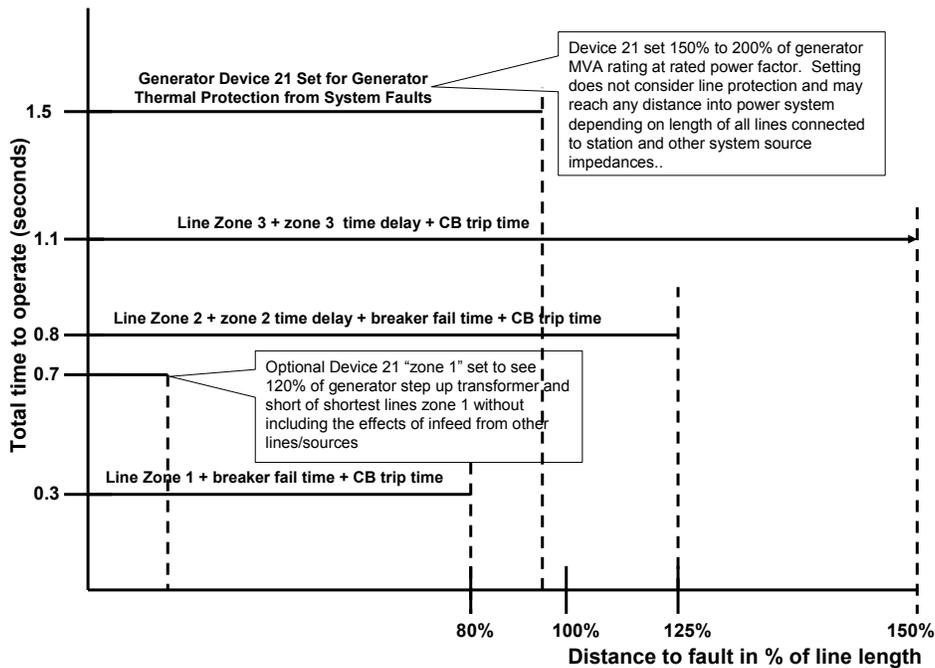 Device 21 set 150% to 200% of generator
MVA rating at rated power factor. Setting
does not consider line protection and may
reach any distance into power system
depending on length of all lines connected
to station and other system source
impedances..
Generator Device 21 Set for Generator
Thermal Protection from System Faults
1.5
Line Zone 3 + zone 3 time delay + CB trip time
1.1
Line Zone 2 + zone 2 time delay + breaker fail time + CB trip time
0.8
0.7
Optional Device 21 “zone 1” set to see
120% of generator step up transformer and
short of shortest lines zone 1 without
including the effects of infeed from other
lines/sources
Line Zone 1 + breaker fail time + CB trip time
0.3
Total time to operate (seconds)
80%
100%
125%
150%
Distance to fault in % of line length